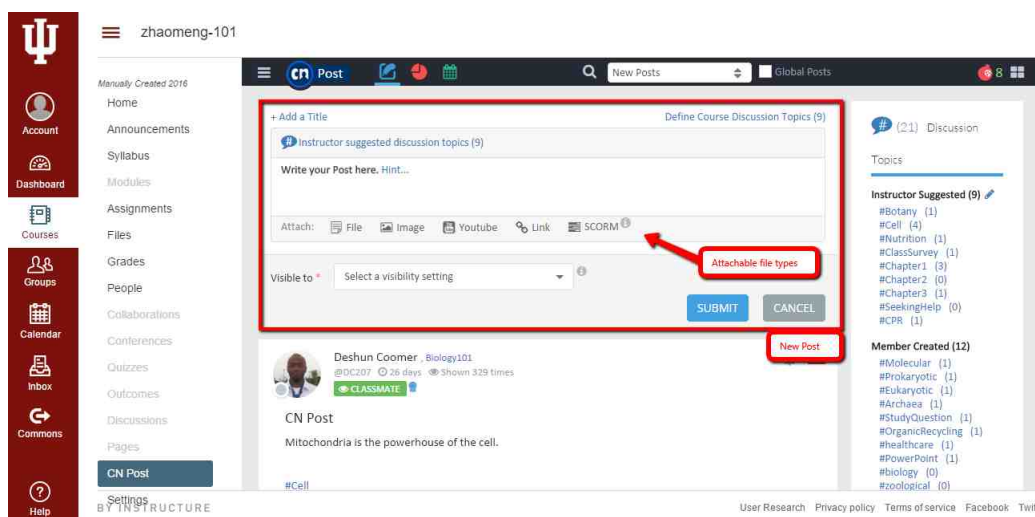 zhaomeng-101
Account
Dashboard
Courses
Groups
Calendar
Inbox
Commons
Help
Manually Created 2016
Home
Announcements
Syllabus
Modules
Assignments
Files
Grades
People
Collaborations
Conferences
Quizzes
Outcomes
Discussions
Pages
CN Post
Settings
BY INSTRUCTURE
cn Post
New Posts
Global Posts
8
+ Add a Title
Define Course Discussion Topics (9)
# Instructor suggested discussion topics (9)
Write your Post here. Hint...
Attach: File Image Youtube Link SCORM
Attachable file types
Visible to * Select a visibility setting
SUBMIT CANCEL
New Post
Deshun Coomer , Biology101
@DC207 26 days Shown 329 times
CLASSMATE
CN Post
Mitochondria is the powerhouse of the cell.
#Cell
# (21) Discussion
Topics
Instructor Suggested (9)
#Botany (1)
#Cell (4)
#Nutrition (1)
#ClassSurvey (1)
#Chapter1 (3)
#Chapter2 (0)
#Chapter3 (1)
#SeekingHelp (0)
#CPR (1)
Member Created (12)
#Molecular (1)
#Prokaryotic (1)
#Eukaryotic (1)
#Archaea (1)
#StudyQuestion (1)
#OrganicRecycling (1)
#healthcare (1)
#PowerPoint (1)
#biology (0)
#zoological (0)
User Research Privacy policy Terms of service Facebook Twi